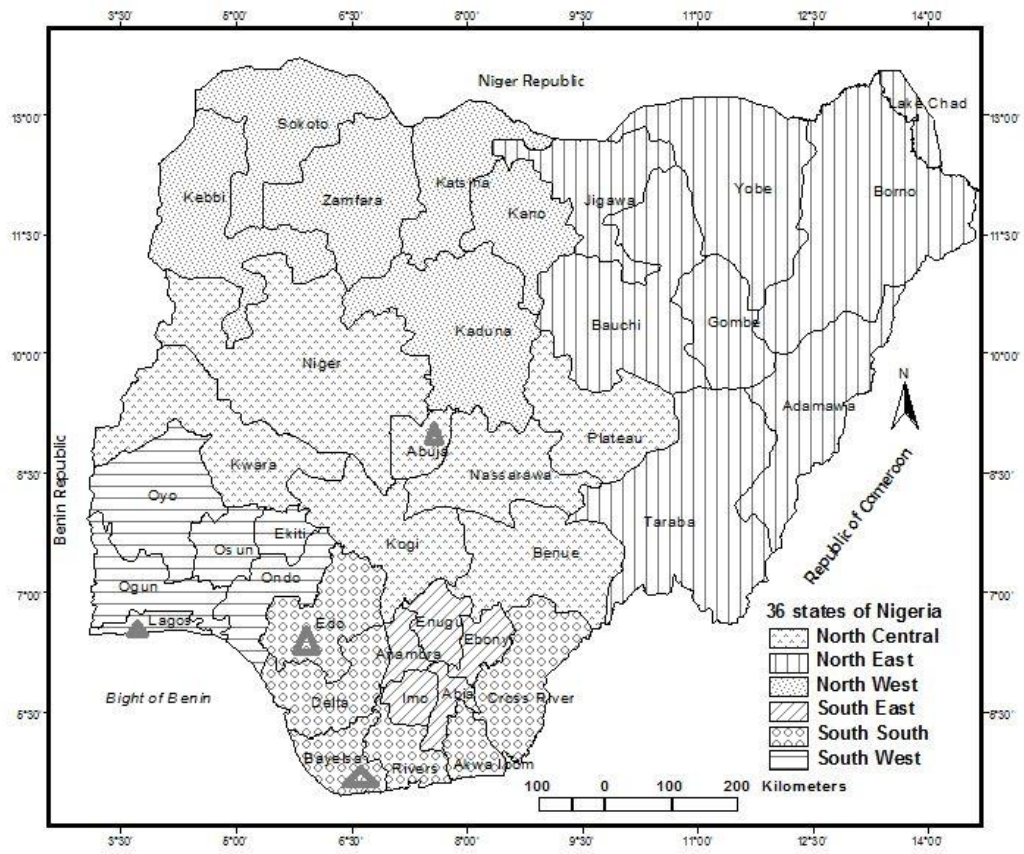 3°30' 5°00' 6°30' 8°00' 9°30' 11°00' 12°30' 14°00'
Niger Republic
Lake Chad
13°00' 13°00'
Sokoto
Katsina
Yobe
Borno
Kebbi
Zamfara
Jigawa
Kano
11°30' 11°30'
Bauchi
Gombe
Kaduna
10°00' 10°00'
Niger
N
Adamawa
Plateau
Abuja
Kwara
Nassarawa
8°30' 8°30'
Benin Republic
Oyo
Taraba
Republic of Cameroon
Ekiti
Osun
Kogi
Benue
Ondo
Ogun
7°00' 7°00'
Lagos
Edo
Enugu
Ebony
Anambra
Bight of Benin
Delta
Imo
Abia
Cross River
5°30' 5°30'
Bayelsa
Rivers
Akwa Ibom
36 states of Nigeria
North Central
North East
North West
South East
South South
South West
100 0 100 200 Kilometers
3°30' 5°00' 6°30' 8°00' 9°30' 11°00' 12°30' 14°00'